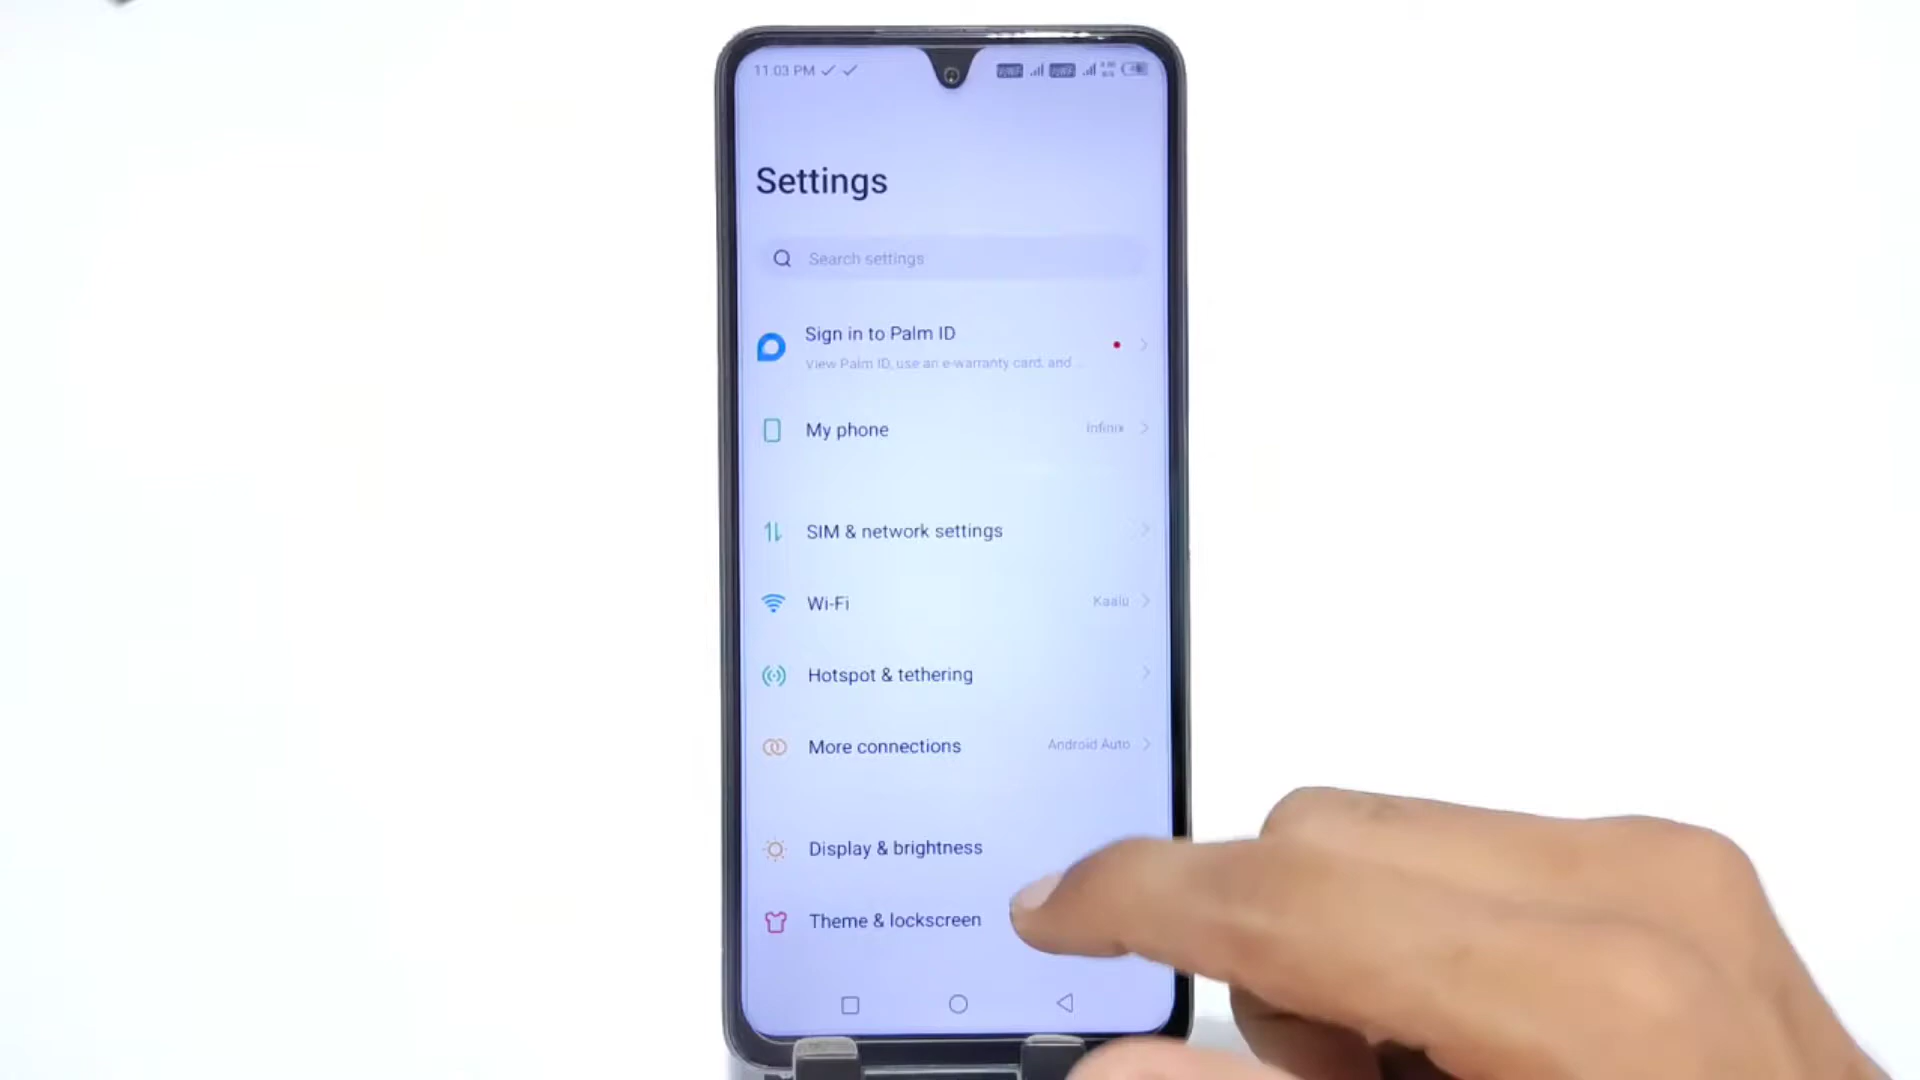 11:03 PM
Settings
Search settings
Sign in to Palm ID
View Palm ID, use an e-warranty card, and ...
My phone
Infinix
SIM & network settings
Wi-Fi
Kaalu
Hotspot & tethering
More connections
Android Auto
Display & brightness
Theme & lockscreen